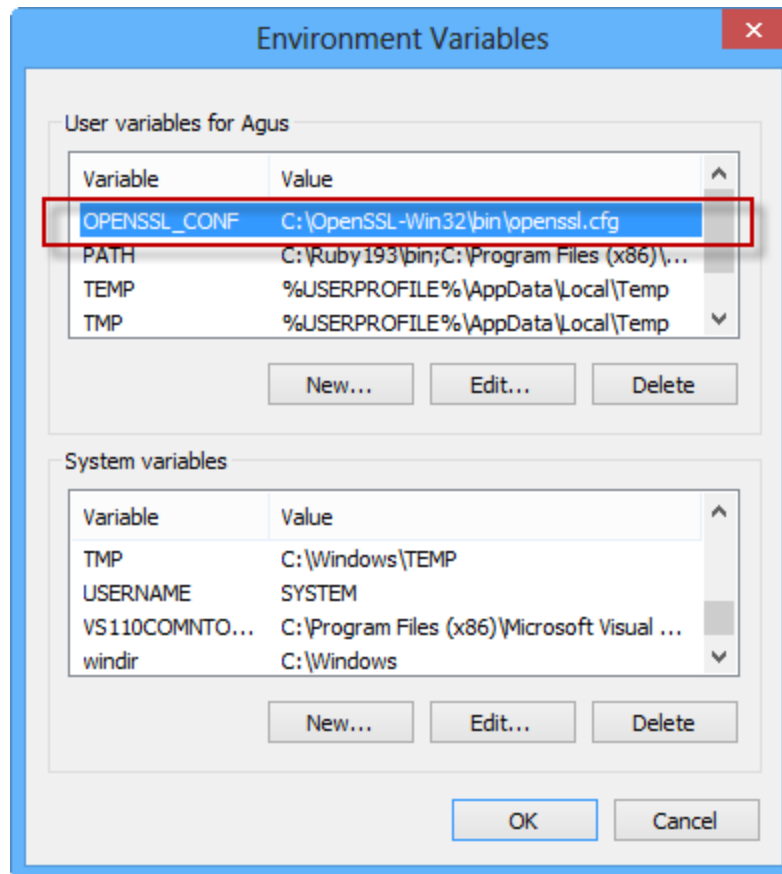 Environment Variables
User variables for Agus
Variable Value
OPENSSL_CONF C:\OpenSSL-Win32\bin\openssl.cfg
PATH C:\Ruby193\bin;C:\Program Files (x86)\...
TEMP %USERPROFILE%\AppData\Local\Temp
TMP %USERPROFILE%\AppData\Local\Temp
New... Edit... Delete
System variables
Variable Value
TMP C:\Windows\TEMP
USERNAME SYSTEM
VS110COMNTO... C:\Program Files (x86)\Microsoft Visual ...
windir C:\Windows
New... Edit... Delete
OK Cancel